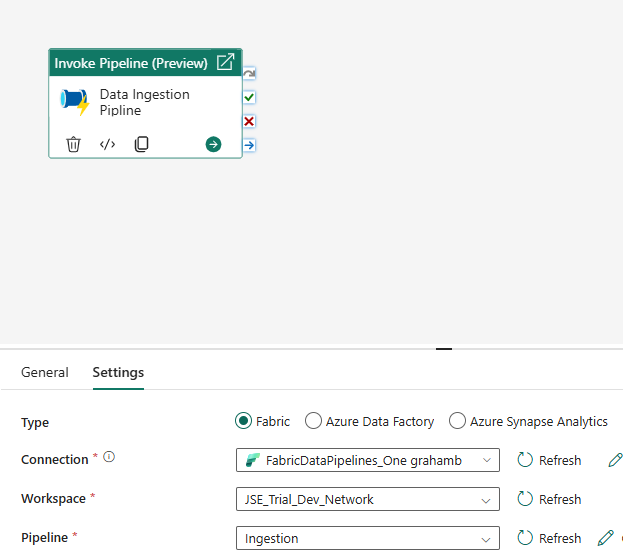 Invoke Pipeline (Preview)
Data Ingestion
Pipline
</>
General
Settings
Type
Fabric
Azure Data Factory
Azure Synapse Analytics
Connection *
FabricDataPipelines_One grahamb
Refresh
Workspace *
JSE_Trial_Dev_Network
Refresh
Pipeline *
Ingestion
Refresh